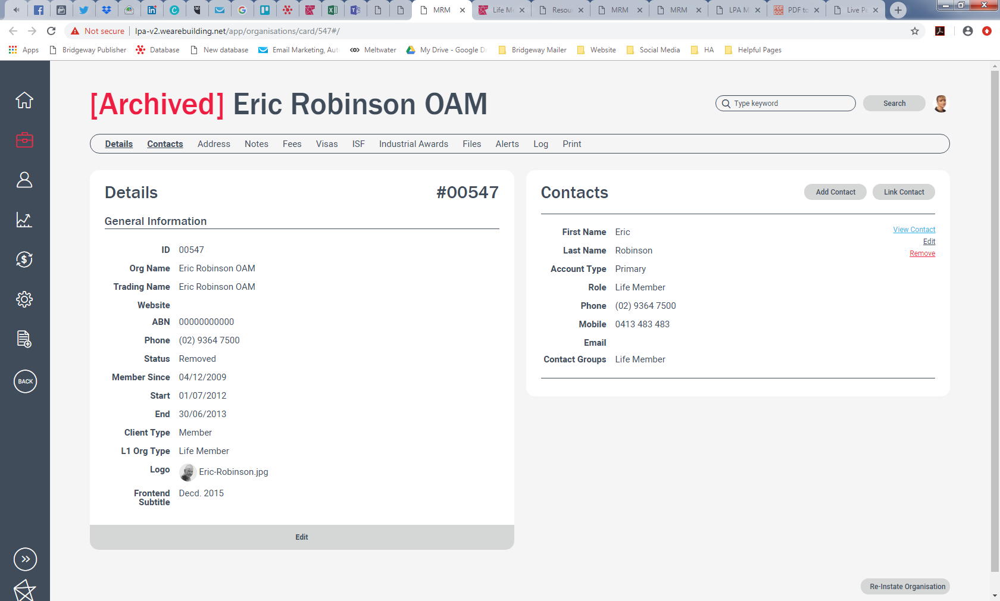 MRM
Life M
Resou
MRM
MRM
LPA M
PDF to
Live Pe
Not secure
lpa-v2.wearebuilding.net/app/organisations/card/547#/
Apps
Bridgeway Publisher
Database
New database
Email Marketing, Aut
Meltwater
My Drive - Google Dr
Bridgeway Mailer
Website
Social Media
HA
Helpful Pages
[Archived] Eric Robinson OAM
Type keyword
Search
Details Contacts Address Notes Fees Visas ISF Industrial Awards Files Alerts Log Print
Details #00547
General Information
ID 00547
Org Name Eric Robinson OAM
Trading Name Eric Robinson OAM
Website
ABN 00000000000
Phone (02) 9364 7500
Status Removed
Member Since 04/12/2009
Start 01/07/2012
End 30/06/2013
Client Type Member
L1 Org Type Life Member
Logo Eric-Robinson.jpg
Frontend Decd. 2015
Subtitle
Edit
Contacts
Add Contact
Link Contact
First Name Eric
Last Name Robinson
Account Type Primary
Role Life Member
Phone (02) 9364 7500
Mobile 0413 483 483
Email
Contact Groups Life Member
View Contact
Edit
Remove
BACK
Re-Instate Organisation